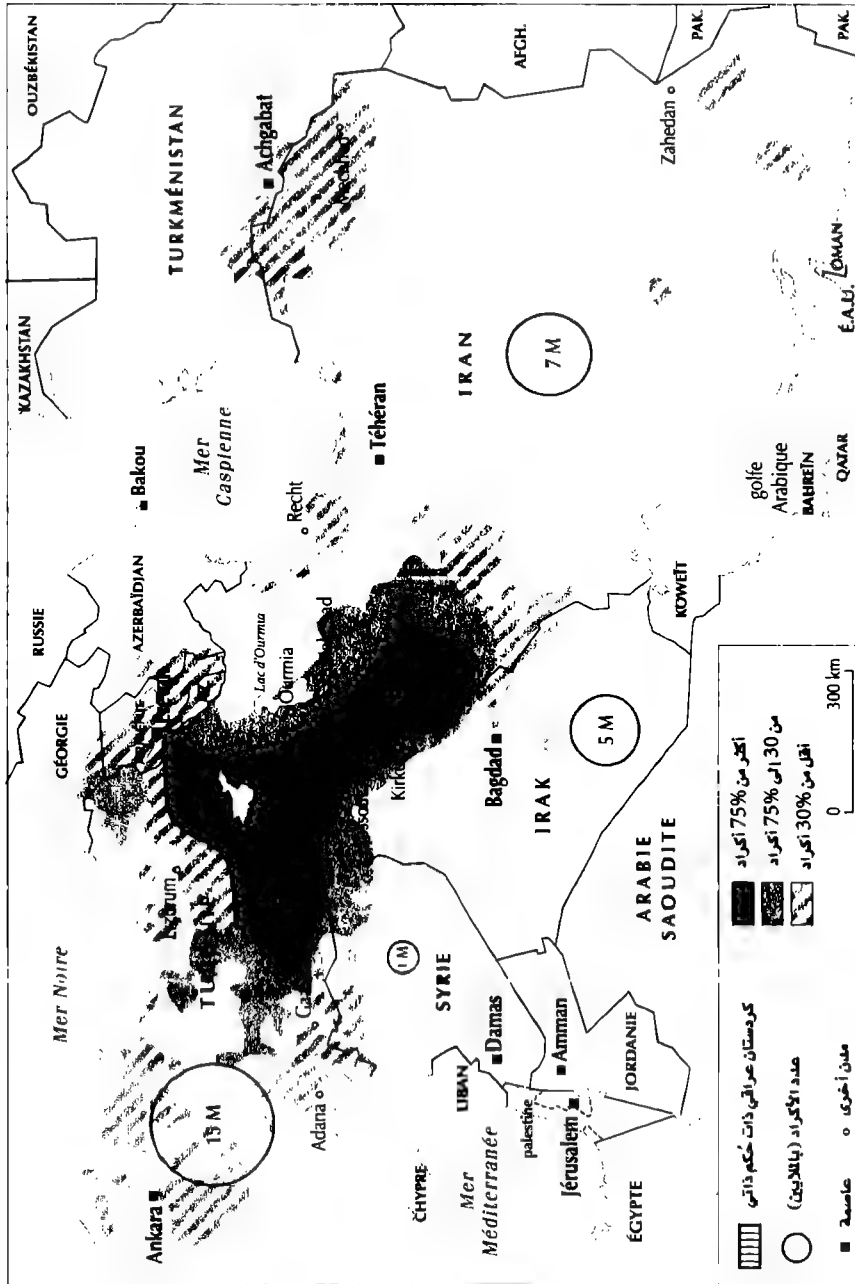 OUZBÉKISTAN
KAZAKHSTAN
TURKMÉNISTAN
Achgabat
AFGH.
PAK.
PAK.
Zahedan
OMAN
É.A.U.
QATAR
BAHREÏN
golfe
Arabique
IRAN
7 M
Téhéran
Recht
Mer
Caspienne
Bakou
RUSSIE
AZERBAÏDJAN
GÉORGIE
Lac d'Ourmia
Ourmia
KOWEÏT
Bagdad
IRAK
5 M
ARABIE
SAOUDITE
Mer Noire
Erzurum
1 M
SYRIE
Damas
Amman
JORDANIE
LIBAN
palestine
Jérusalem
ÉGYPTE
CHYPRE
Mer
Méditerranée
Adana
Ankara
كردستان عراقي ذات حكم ذاتي
عدد الأكراد (بالملايين)
عاصمة
مدن أخرى
أكثر من 75% أكراد
من 30 إلى 75% أكراد
أقل من 30% أكراد
0
300 km